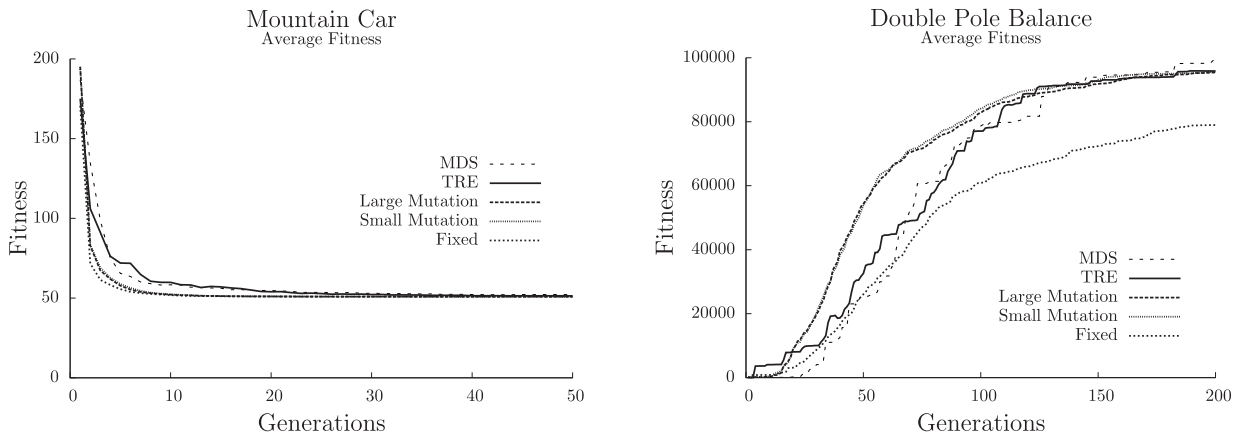 Mountain Car
Average Fitness
200
150
100
50
0
Fitness
MDS
TRE
Large Mutation
Small Mutation
Fixed
0 10 20 30 40 50
Generations
Double Pole Balance
Average Fitness
100000
80000
60000
40000
20000
0
Fitness
MDS
TRE
Large Mutation
Small Mutation
Fixed
0 50 100 150 200
Generations